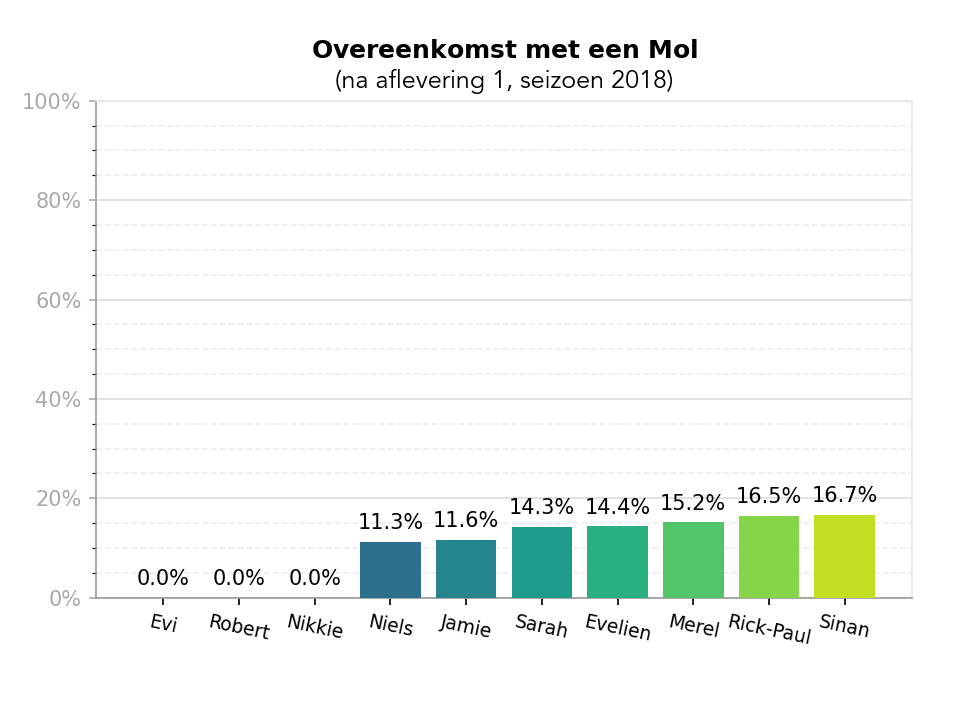 Overeenkomst met een Mol
(na aflevering 1, seizoen 2018)
100%
80%
60%
40%
20%
0%
0.0% 0.0% 0.0% 11.3% 11.6% 14.3% 14.4% 15.2% 16.5% 16.7%
Evi Robert Nikkie Niels Jamie Sarah Evelien Merel Rick-Paul Sinan